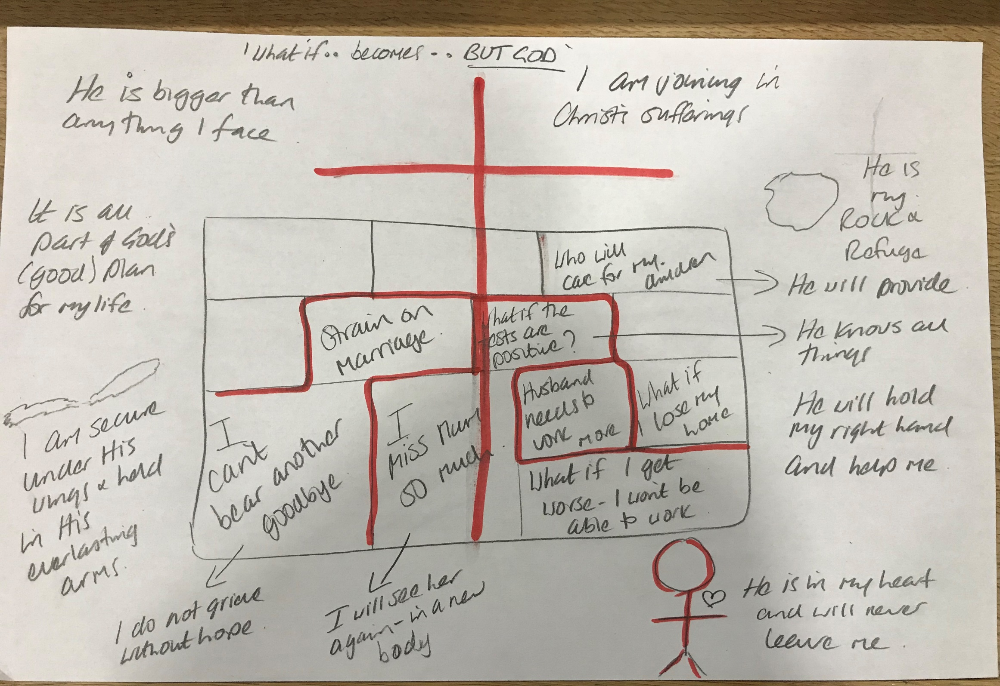 'What if.. becomes.. BUT GOD'
He is bigger than
anything I face.
I am joining in
Christ's sufferings
It is all
part of God's
(good) plan
for my life.
He is
my
Rock &
Refuge
Who will
care for my
children
He will provide.
Strain on
marriage.
What if the
tests are
positive?
He knows all
things
Husband
needs to
work more
What if
I lose my
home
He will hold
my right hand
and help me.
I am secure
under His
wings & held
in His
everlasting
arms.
I
can't
bear another
goodbye.
I
miss Mum
so much.
What if I get
worse - I won't be
able to work.
I do not grieve
without hope.
I will see her
again - in a new
body
He is in my heart
and will never
leave me.